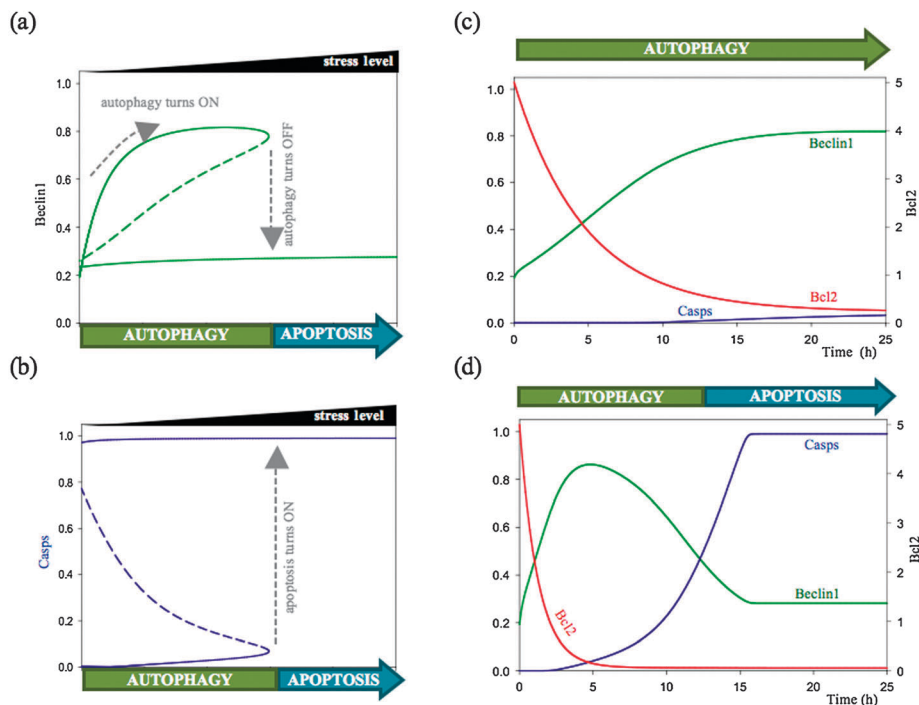 (a)
stress level
autophagy turns ON
autophagy turns OFF
Beclin1
1.0
0.8
0.6
0.4
0.2
0.0
AUTOPHAGY
APOPTOSIS
(b)
stress level
apoptosis turns ON
Casps
1.0
0.8
0.6
0.4
0.2
0.0
AUTOPHAGY
APOPTOSIS
(c)
AUTOPHAGY
1.0
0.8
0.6
0.4
0.2
0.0
Beclin1
Bcl2
Casps
5
4
3
2
1
0
Bcl2
0
5
10
15
20
25
Time (h)
(d)
AUTOPHAGY
APOPTOSIS
1.0
0.8
0.6
0.4
0.2
0.0
Casps
Beclin1
Bcl2
5
4
3
2
1
0
Bcl2
0
5
10
15
20
25
Time (h)